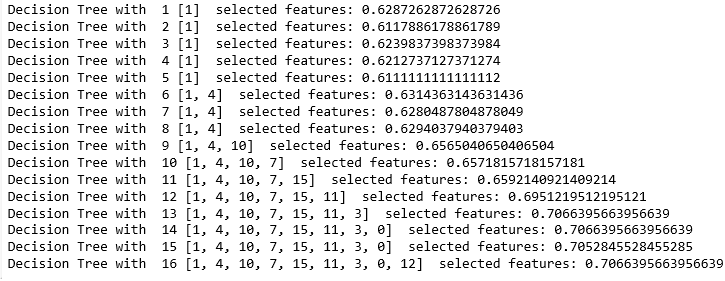 Decision Tree with  1 [1]  selected features: 0.6287262872628726
Decision Tree with  2 [1]  selected features: 0.6117886178861789
Decision Tree with  3 [1]  selected features: 0.6239837398373984
Decision Tree with  4 [1]  selected features: 0.6212737127371274
Decision Tree with  5 [1]  selected features: 0.6111111111111112
Decision Tree with  6 [1, 4]  selected features: 0.6314363143631436
Decision Tree with  7 [1, 4]  selected features: 0.6280487804878049
Decision Tree with  8 [1, 4]  selected features: 0.6294037940379403
Decision Tree with  9 [1, 4, 10]  selected features: 0.6565040650406504
Decision Tree with  10 [1, 4, 10, 7]  selected features: 0.6571815718157181
Decision Tree with  11 [1, 4, 10, 7, 15]  selected features: 0.6592140921409214
Decision Tree with  12 [1, 4, 10, 7, 15, 11]  selected features: 0.6951219512195121
Decision Tree with  13 [1, 4, 10, 7, 15, 11, 3]  selected features: 0.7066395663956639
Decision Tree with  14 [1, 4, 10, 7, 15, 11, 3, 0]  selected features: 0.7066395663956639
Decision Tree with  15 [1, 4, 10, 7, 15, 11, 3, 0]  selected features: 0.7052845528455285
Decision Tree with  16 [1, 4, 10, 7, 15, 11, 3, 0, 12]  selected features: 0.7066395663956639